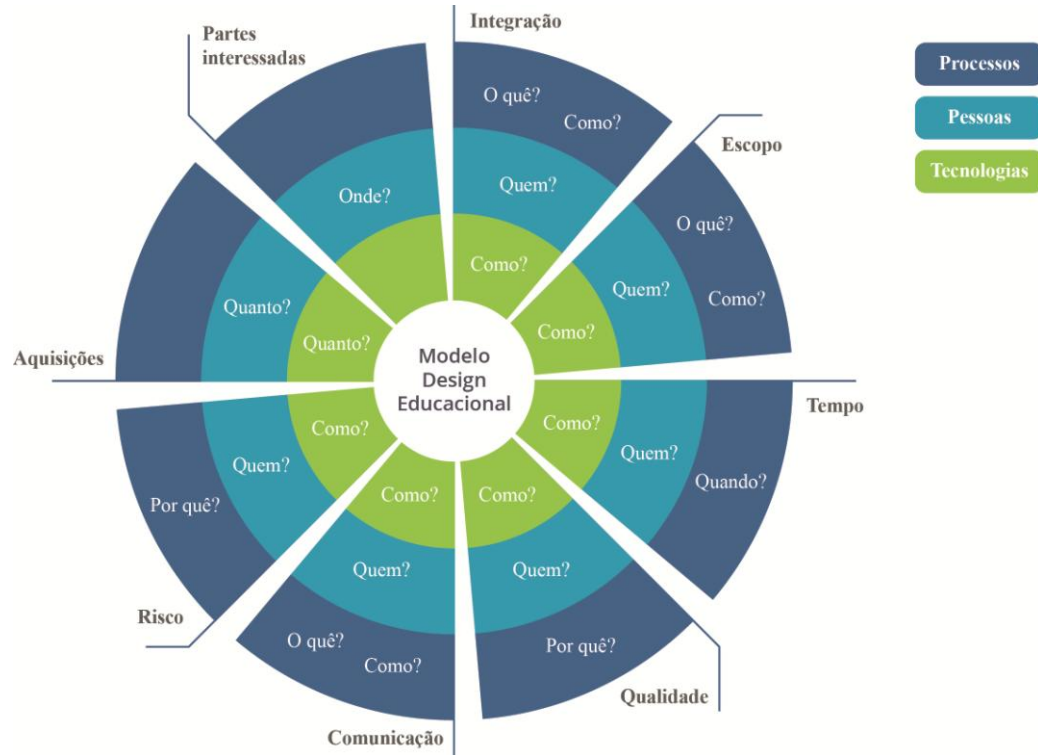 Integração
O quê?
Como?
Quem?
Como?
Escopo
O quê?
Como?
Quem?
Como?
Tempo
Quando?
Quem?
Como?
Qualidade
Por quê?
Quem?
Como?
Comunicação
O quê?
Como?
Quem?
Como?
Risco
Por quê?
Quem?
Como?
Aquisições
Quanto?
Quanto?
Partes
interessadas
Onde?
Modelo
Design
Educacional
Processos
Pessoas
Tecnologias